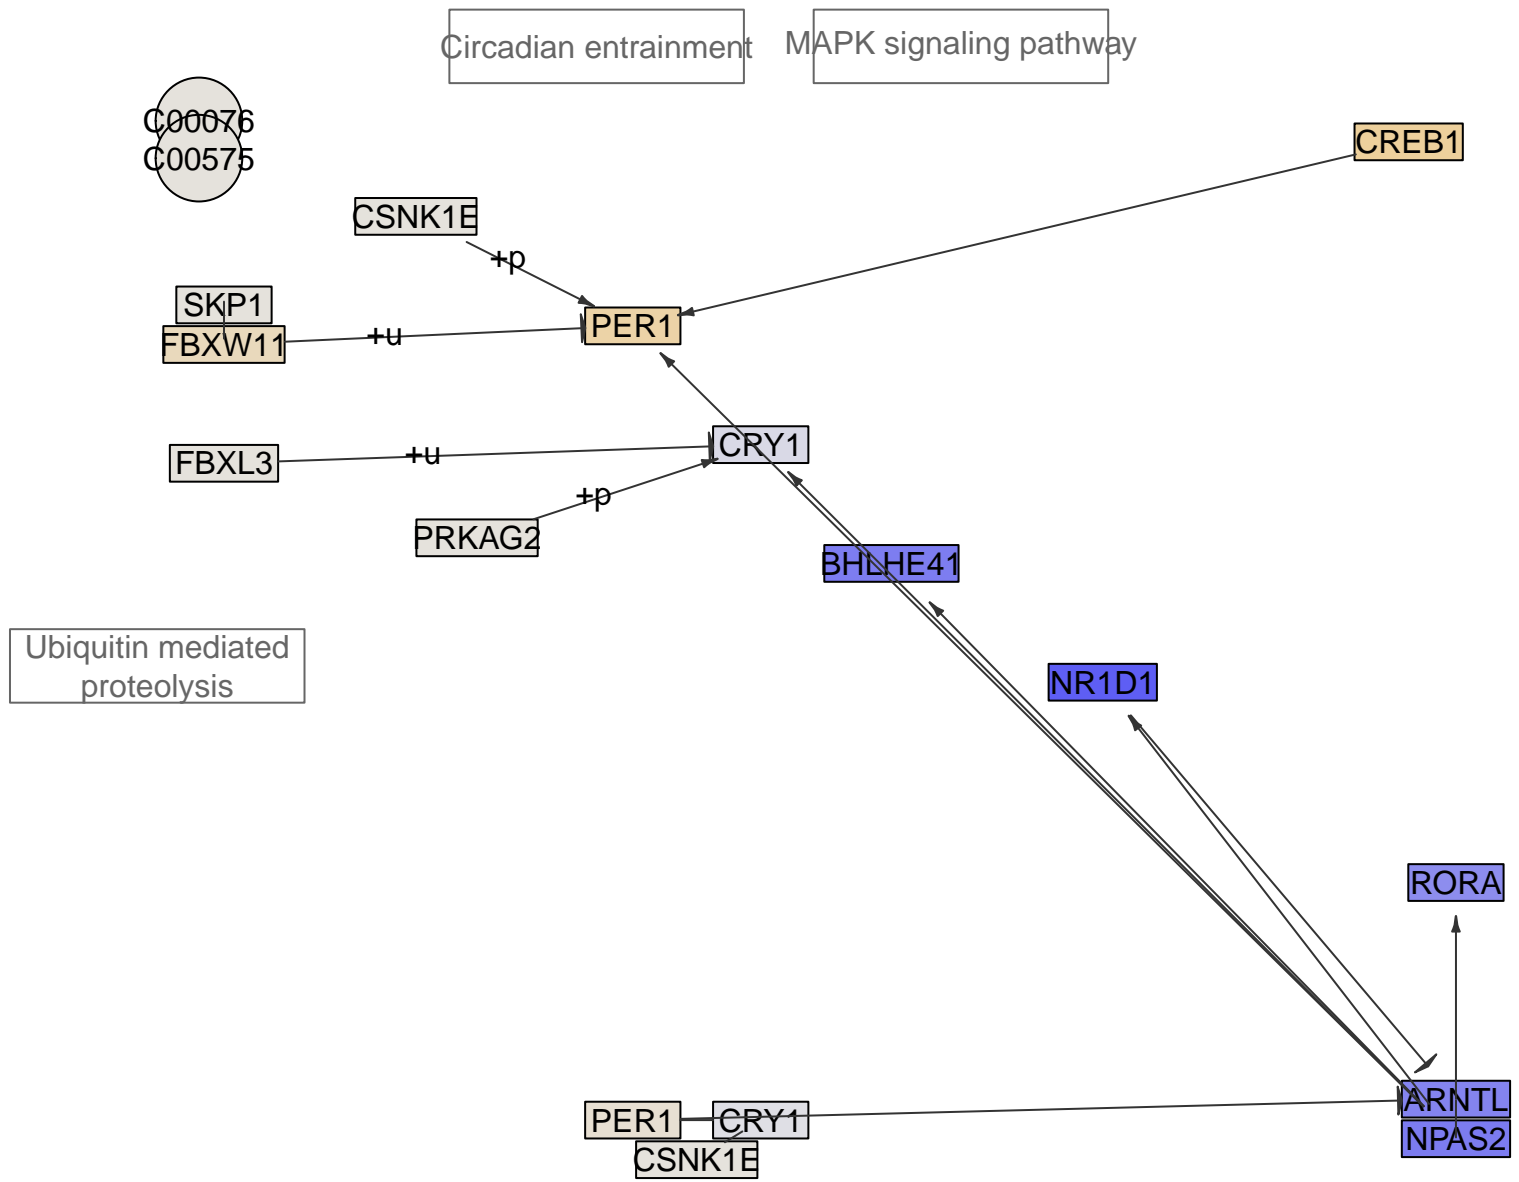 Circadian entrainment
MAPK signaling pathway
C00076
C00575
CREB1
CSNK1E
+p
SKP1
FBXW11
+u
PER1
FBXL3
+u
CRY1
+p
PRKAG2
BHLHE41
Ubiquitin mediated
proteolysis
NR1D1
RORA
ARNTL
NPAS2
PER1
CRY1
CSNK1E